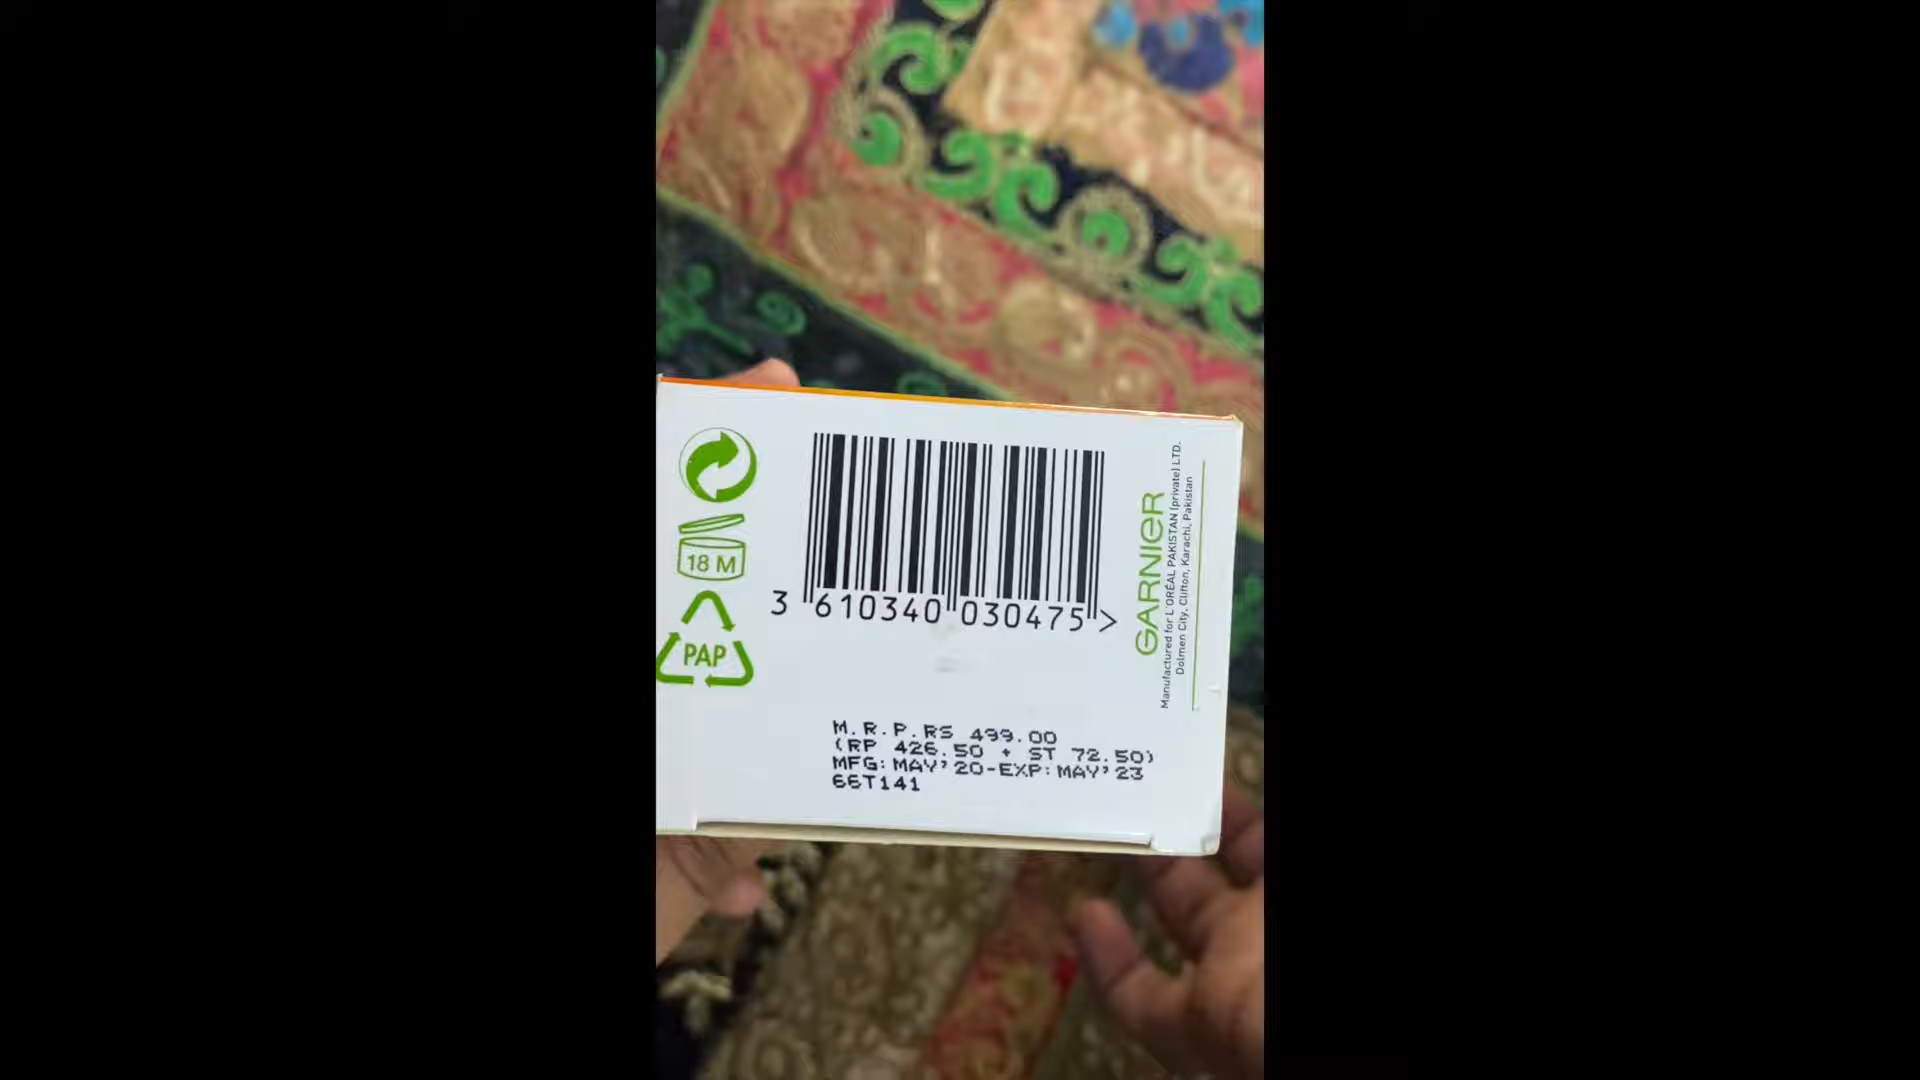 18 M
PAP
3 610340 030475 >
GARNIER
Manufactured for L'ORÉAL PAKISTAN (private) LTD.
Dolmen City, Clifton, Karachi, Pakistan
M.R.P.RS 499.00
(RP 426.50 + ST 72.50)
MFG: MAY'20-EXP: MAY'23
66T141